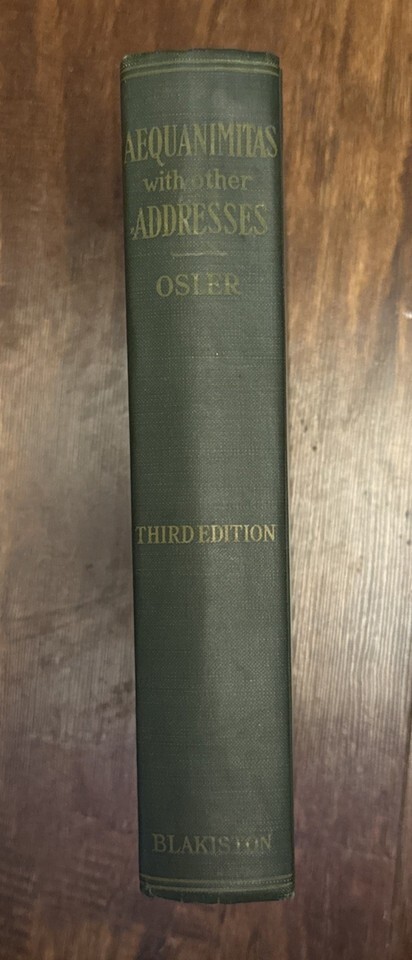 AEQUANIMITAS
with other
ADDRESSES
OSLER
THIRD EDITION
BLAKISTON